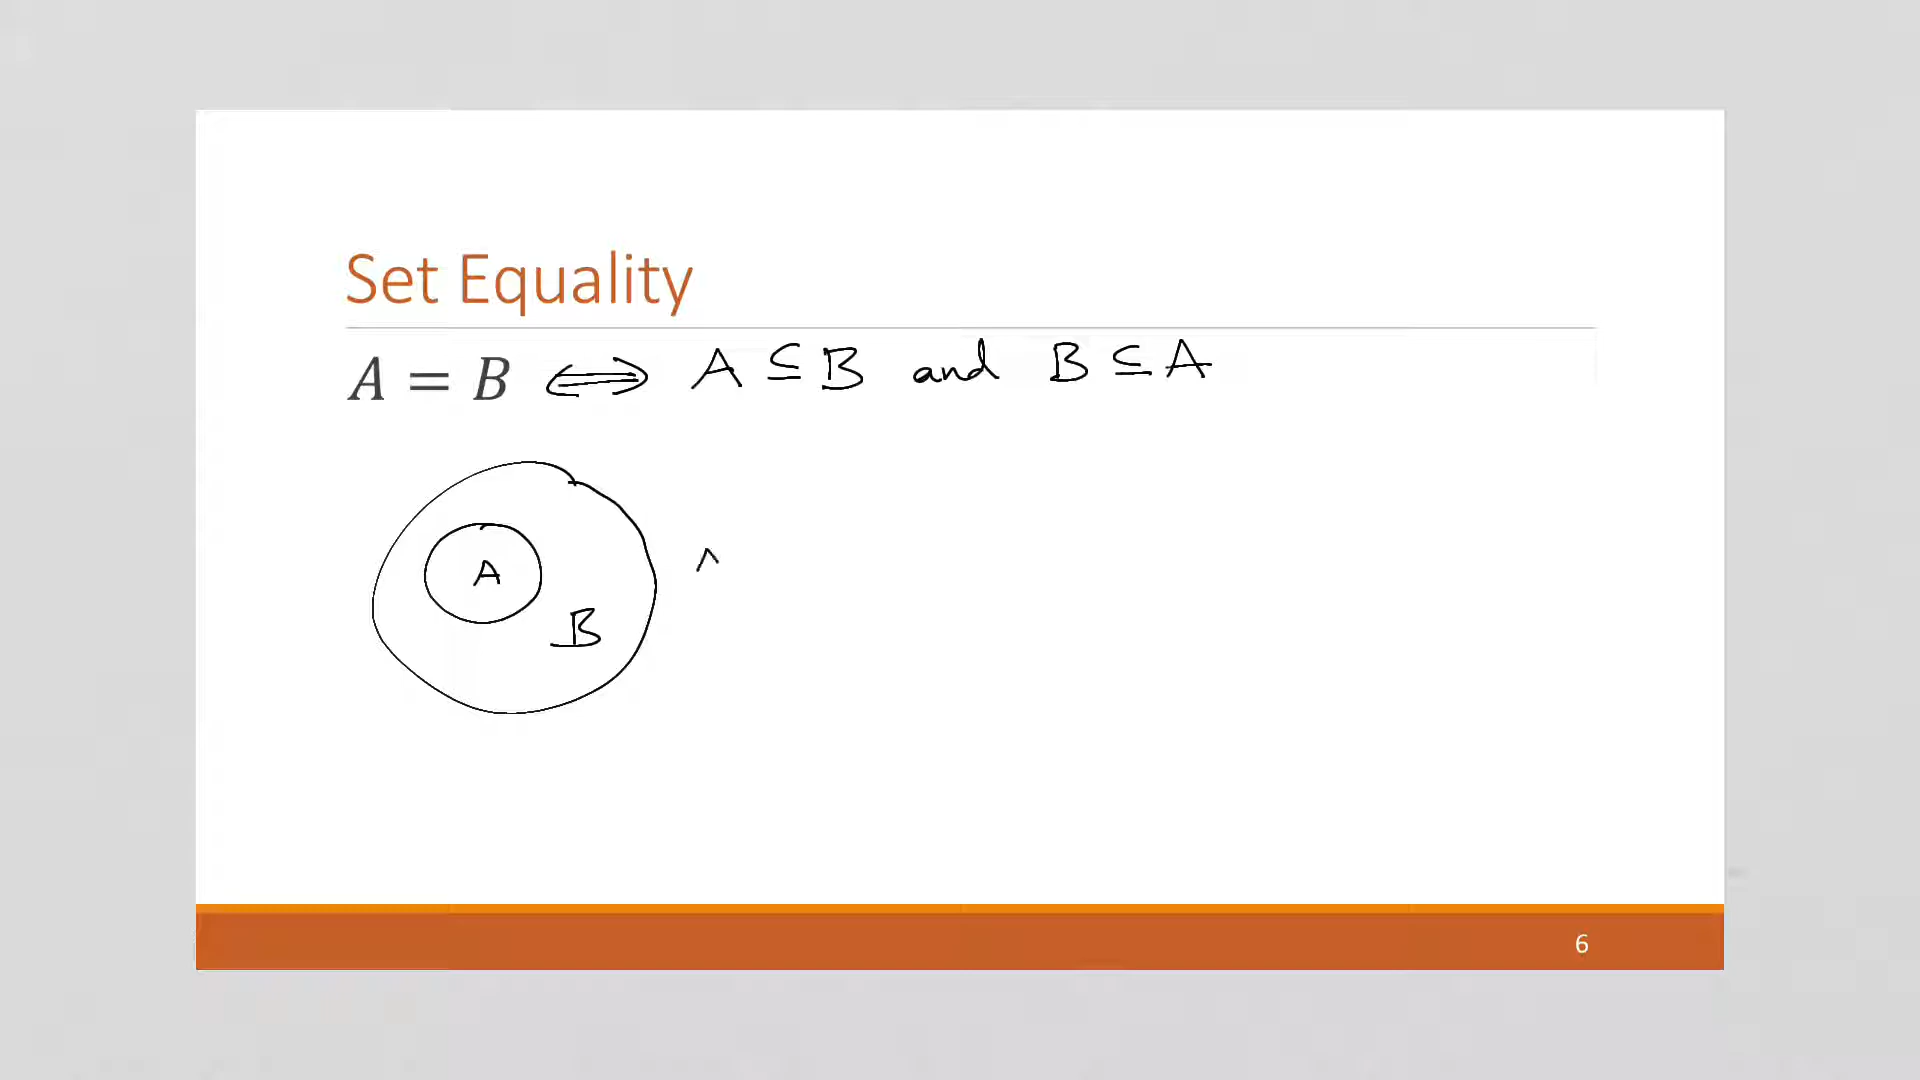 Set Equality
A = B ⟺ A ⊆ B and B ⊆ A
A
B
^
6